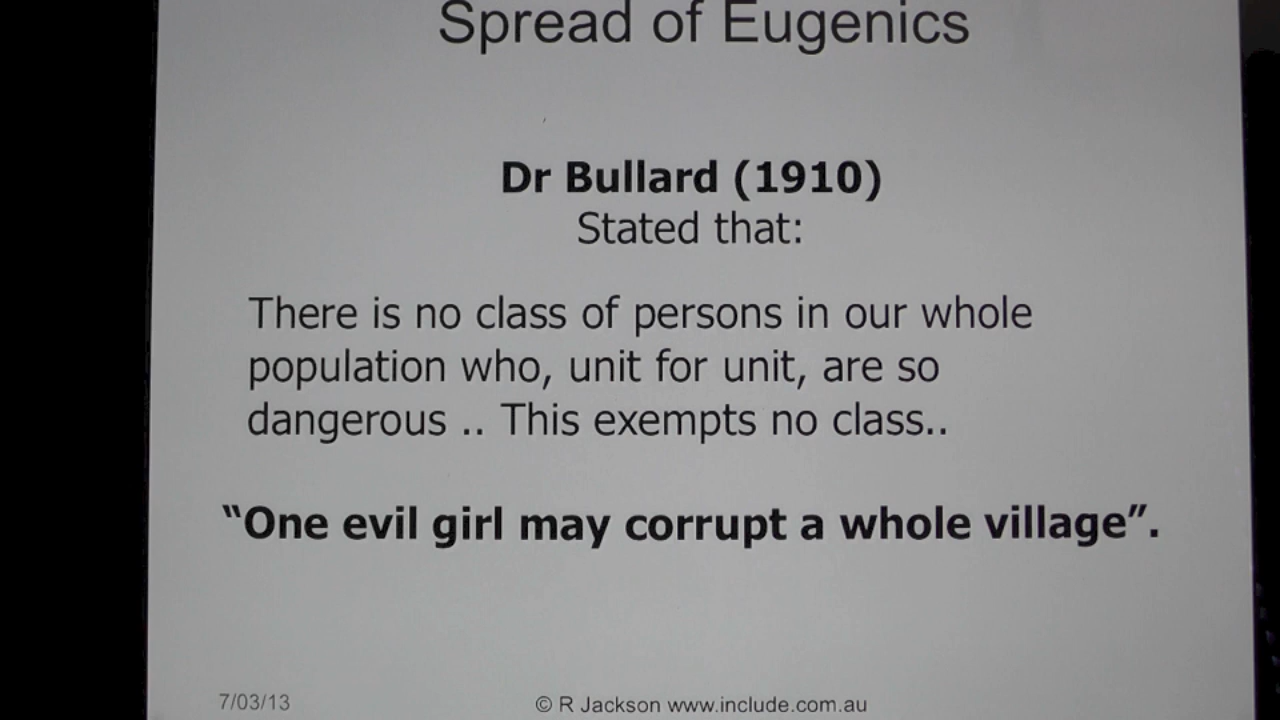 Spread of Eugenics
Dr Bullard (1910)
Stated that:
There is no class of persons in our whole
population who, unit for unit, are so
dangerous .. This exempts no class..
“One evil girl may corrupt a whole village”.
7/03/13
© R Jackson www.include.com.au